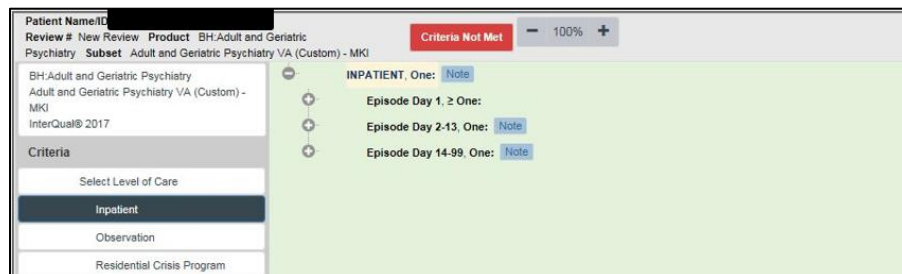 Patient Name/ID
Review # New Review Product BH:Adult and Geriatric
Psychiatry Subset Adult and Geriatric Psychiatry VA (Custom) - MKI
Criteria Not Met
− 100% +
BH:Adult and Geriatric Psychiatry
Adult and Geriatric Psychiatry VA (Custom) -
MKI
InterQual® 2017
Criteria
Select Level of Care
Inpatient
Observation
Residential Crisis Program
INPATIENT, One: Note
Episode Day 1, ≥ One:
Episode Day 2-13, One: Note
Episode Day 14-99, One: Note